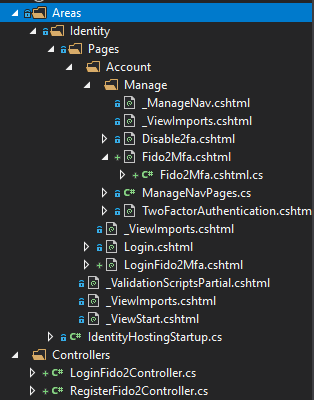 Areas
Identity
Pages
Account
Manage
_ManageNav.cshtml
_ViewImports.cshtml
Disable2fa.cshtml
Fido2Mfa.cshtml
C# Fido2Mfa.cshtml.cs
C# ManageNavPages.cs
TwoFactorAuthentication.cshtm
_ViewImports.cshtml
Login.cshtml
LoginFido2Mfa.cshtml
_ValidationScriptsPartial.cshtml
_ViewImports.cshtml
_ViewStart.cshtml
C# IdentityHostingStartup.cs
Controllers
C# LoginFido2Controller.cs
C# RegisterFido2Controller.cs